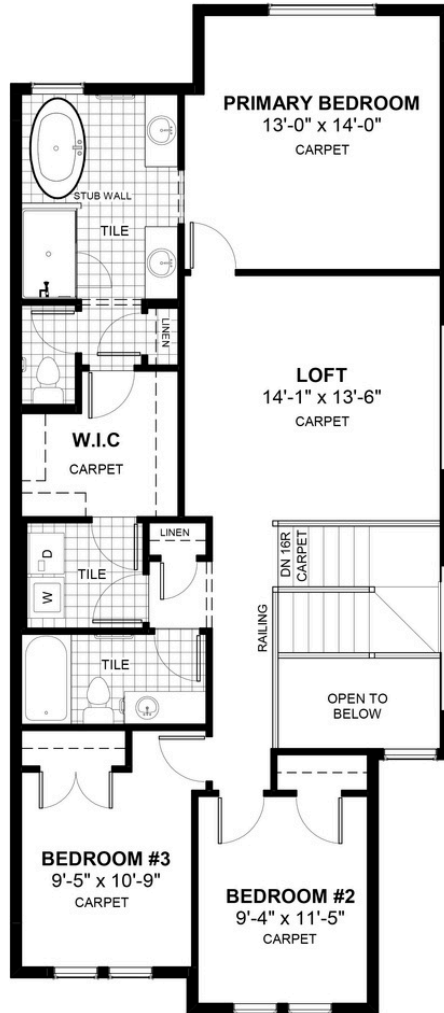 PRIMARY BEDROOM
13'-0" x 14'-0"
CARPET
STUB WALL
TILE
LINEN
LOFT
14'-1" x 13'-6"
CARPET
W.I.C
CARPET
LINEN
DN 16R
CARPET
D
W
TILE
RAILING
TILE
OPEN TO
BELOW
BEDROOM #3
9'-5" x 10'-9"
CARPET
BEDROOM #2
9'-4" x 11'-5"
CARPET